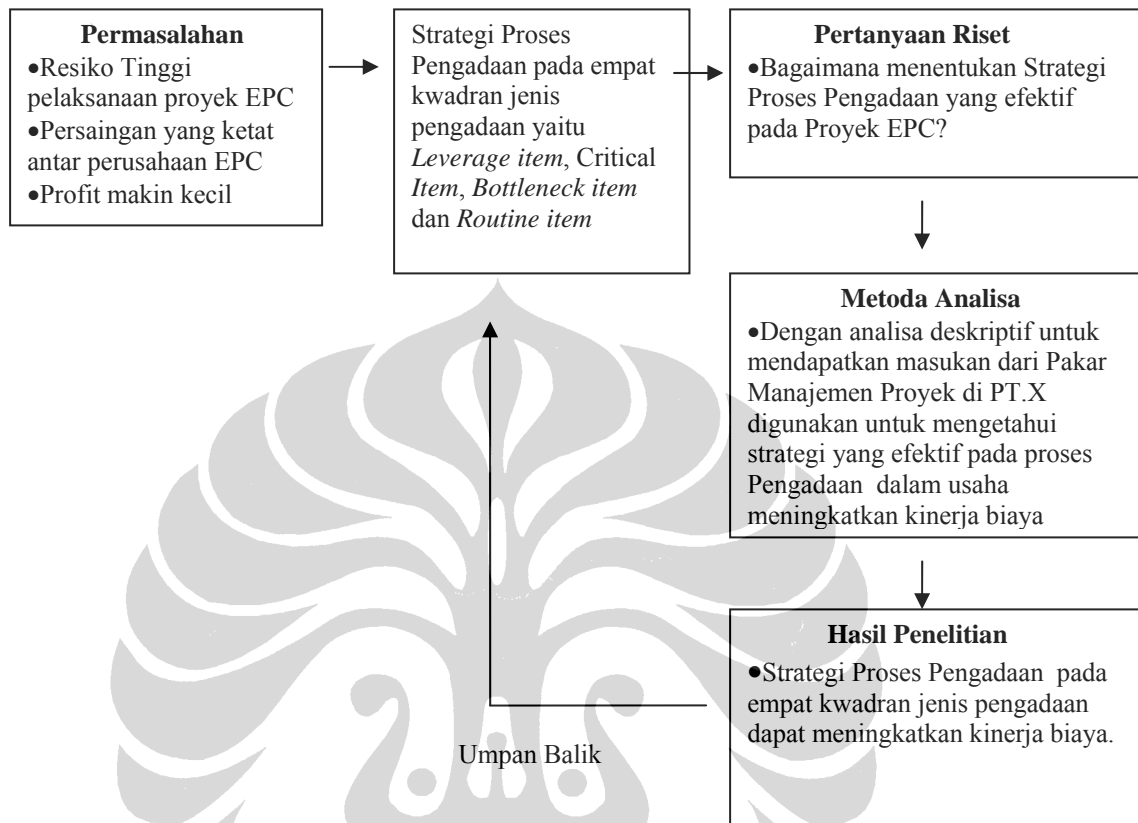 Permasalahan
•Resiko Tinggi
pelaksanaan proyek EPC
•Persaingan yang ketat
antar perusahaan EPC
•Profit makin kecil
Strategi Proses
Pengadaan pada empat
kwadran jenis
pengadaan yaitu
Leverage item, Critical
Item, Bottleneck item
dan Routine item
Pertanyaan Riset
•Bagaimana menentukan Strategi
Proses Pengadaan yang efektif
pada Proyek EPC?
Metoda Analisa
•Dengan analisa deskriptif untuk
mendapatkan masukan dari Pakar
Manajemen Proyek di PT.X
digunakan untuk mengetahui
strategi yang efektif pada proses
Pengadaan dalam usaha
meningkatkan kinerja biaya
Hasil Penelitian
•Strategi Proses Pengadaan pada
empat kwadran jenis pengadaan
dapat meningkatkan kinerja biaya.
Umpan Balik